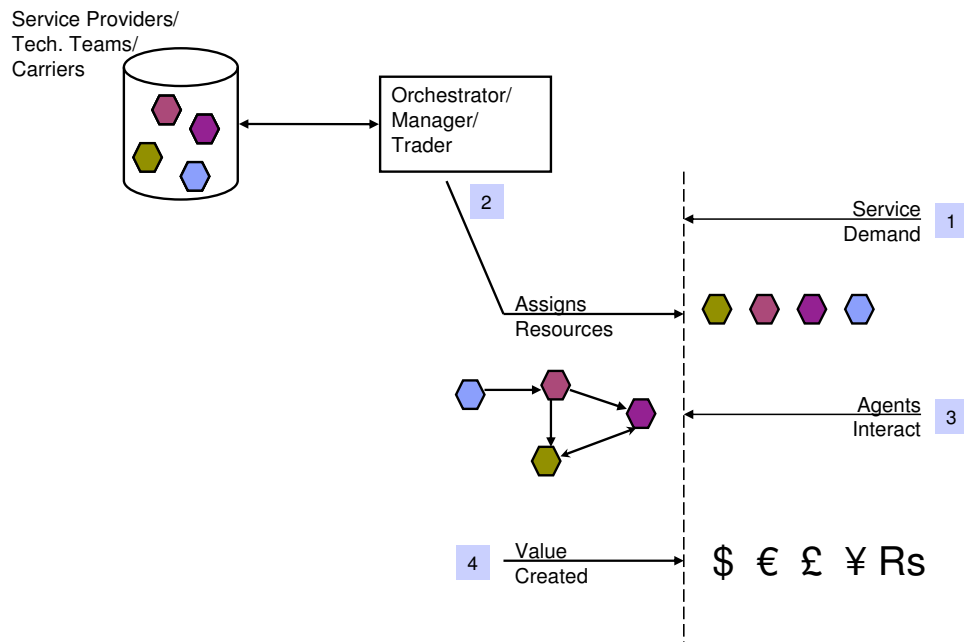 Service Providers/
Tech. Teams/
Carriers
Orchestrator/
Manager/
Trader
2
Service
Demand
1
Assigns
Resources
Agents
Interact
3
4
Value
Created
$ € £ ¥ Rs